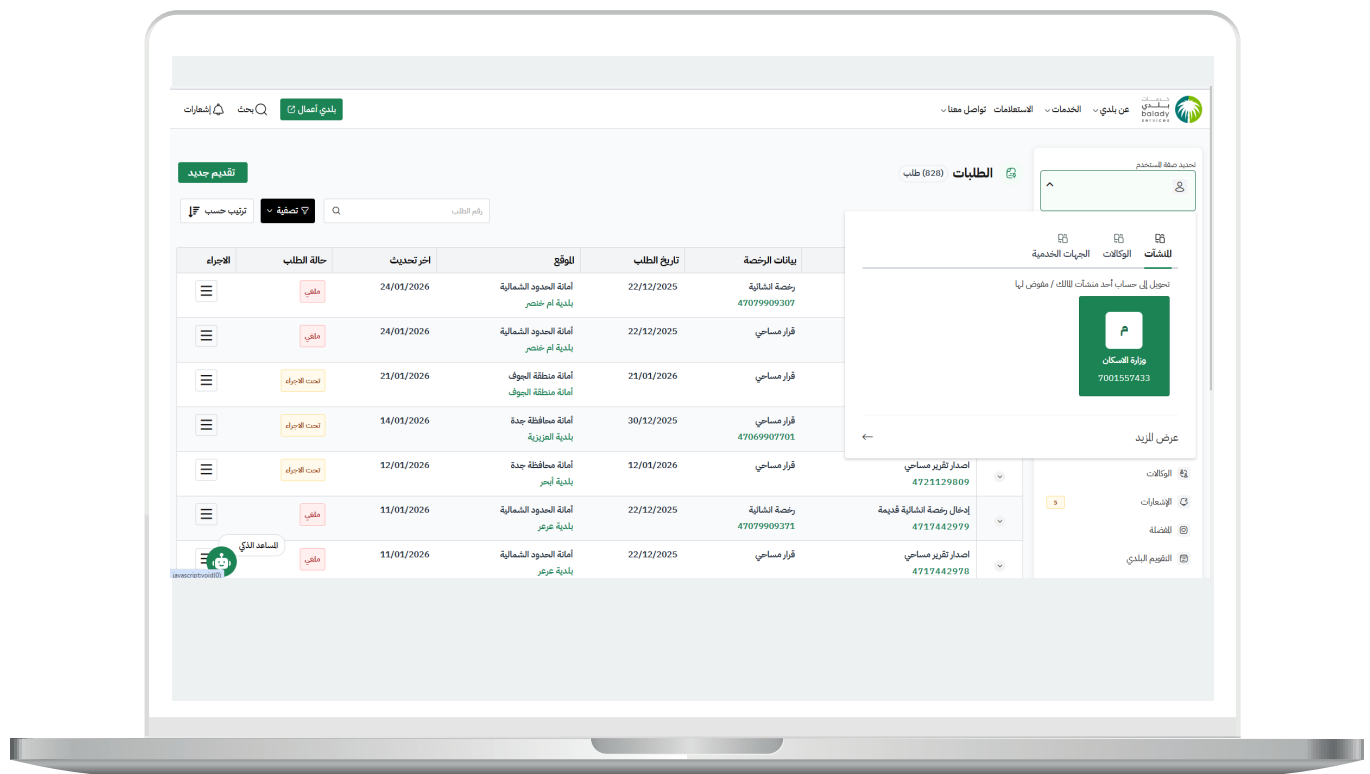 خدمات
بلدي
balady
services
عن بلدي
الخدمات
الاستعلامات
تواصل معنا
بلدي أعمال
بحث
إشعارات
تحديد صفة المستخدم
المنشآت
الوكالات
الجهات الخدمية
تحويل إلى حساب أحد منشآت المالك / مفوض لها
م
وزارة الاسكان
7001557433
عرض المزيد
الوكالات
الإشعارات
5
المفضلة
التقويم البلدي
الطلبات (828) طلب
تقديم جديد
رقم الطلب
تصفية
ترتيب حسب
بيانات الرخصة تاريخ الطلب الموقع اخر تحديث حالة الطلب الاجراء
رخصة انشائية 22/12/2025 أمانة الحدود الشمالية 24/01/2026 ملغي
47079909307 بلدية ام خنصر
قرار مساحي 22/12/2025 أمانة الحدود الشمالية 24/01/2026 ملغي
بلدية ام خنصر
قرار مساحي 21/01/2026 أمانة منطقة الجوف 21/01/2026 تحت الاجراء
أمانة منطقة الجوف
قرار مساحي 30/12/2025 أمانة محافظة جدة 14/01/2026 تحت الاجراء
47069907701 بلدية العزيزية
اصدار تقرير مساحي قرار مساحي 12/01/2026 أمانة محافظة جدة 12/01/2026 تحت الاجراء
4721129809 بلدية أبحر
إدخال رخصة انشائية قديمة رخصة انشائية 22/12/2025 أمانة الحدود الشمالية 11/01/2026 ملغي
4717442979 47079909371 بلدية عرعر
اصدار تقرير مساحي قرار مساحي 22/12/2025 أمانة الحدود الشمالية 11/01/2026 ملغي
4717442978 بلدية عرعر
المساعد الذكي
javascript:void(0)